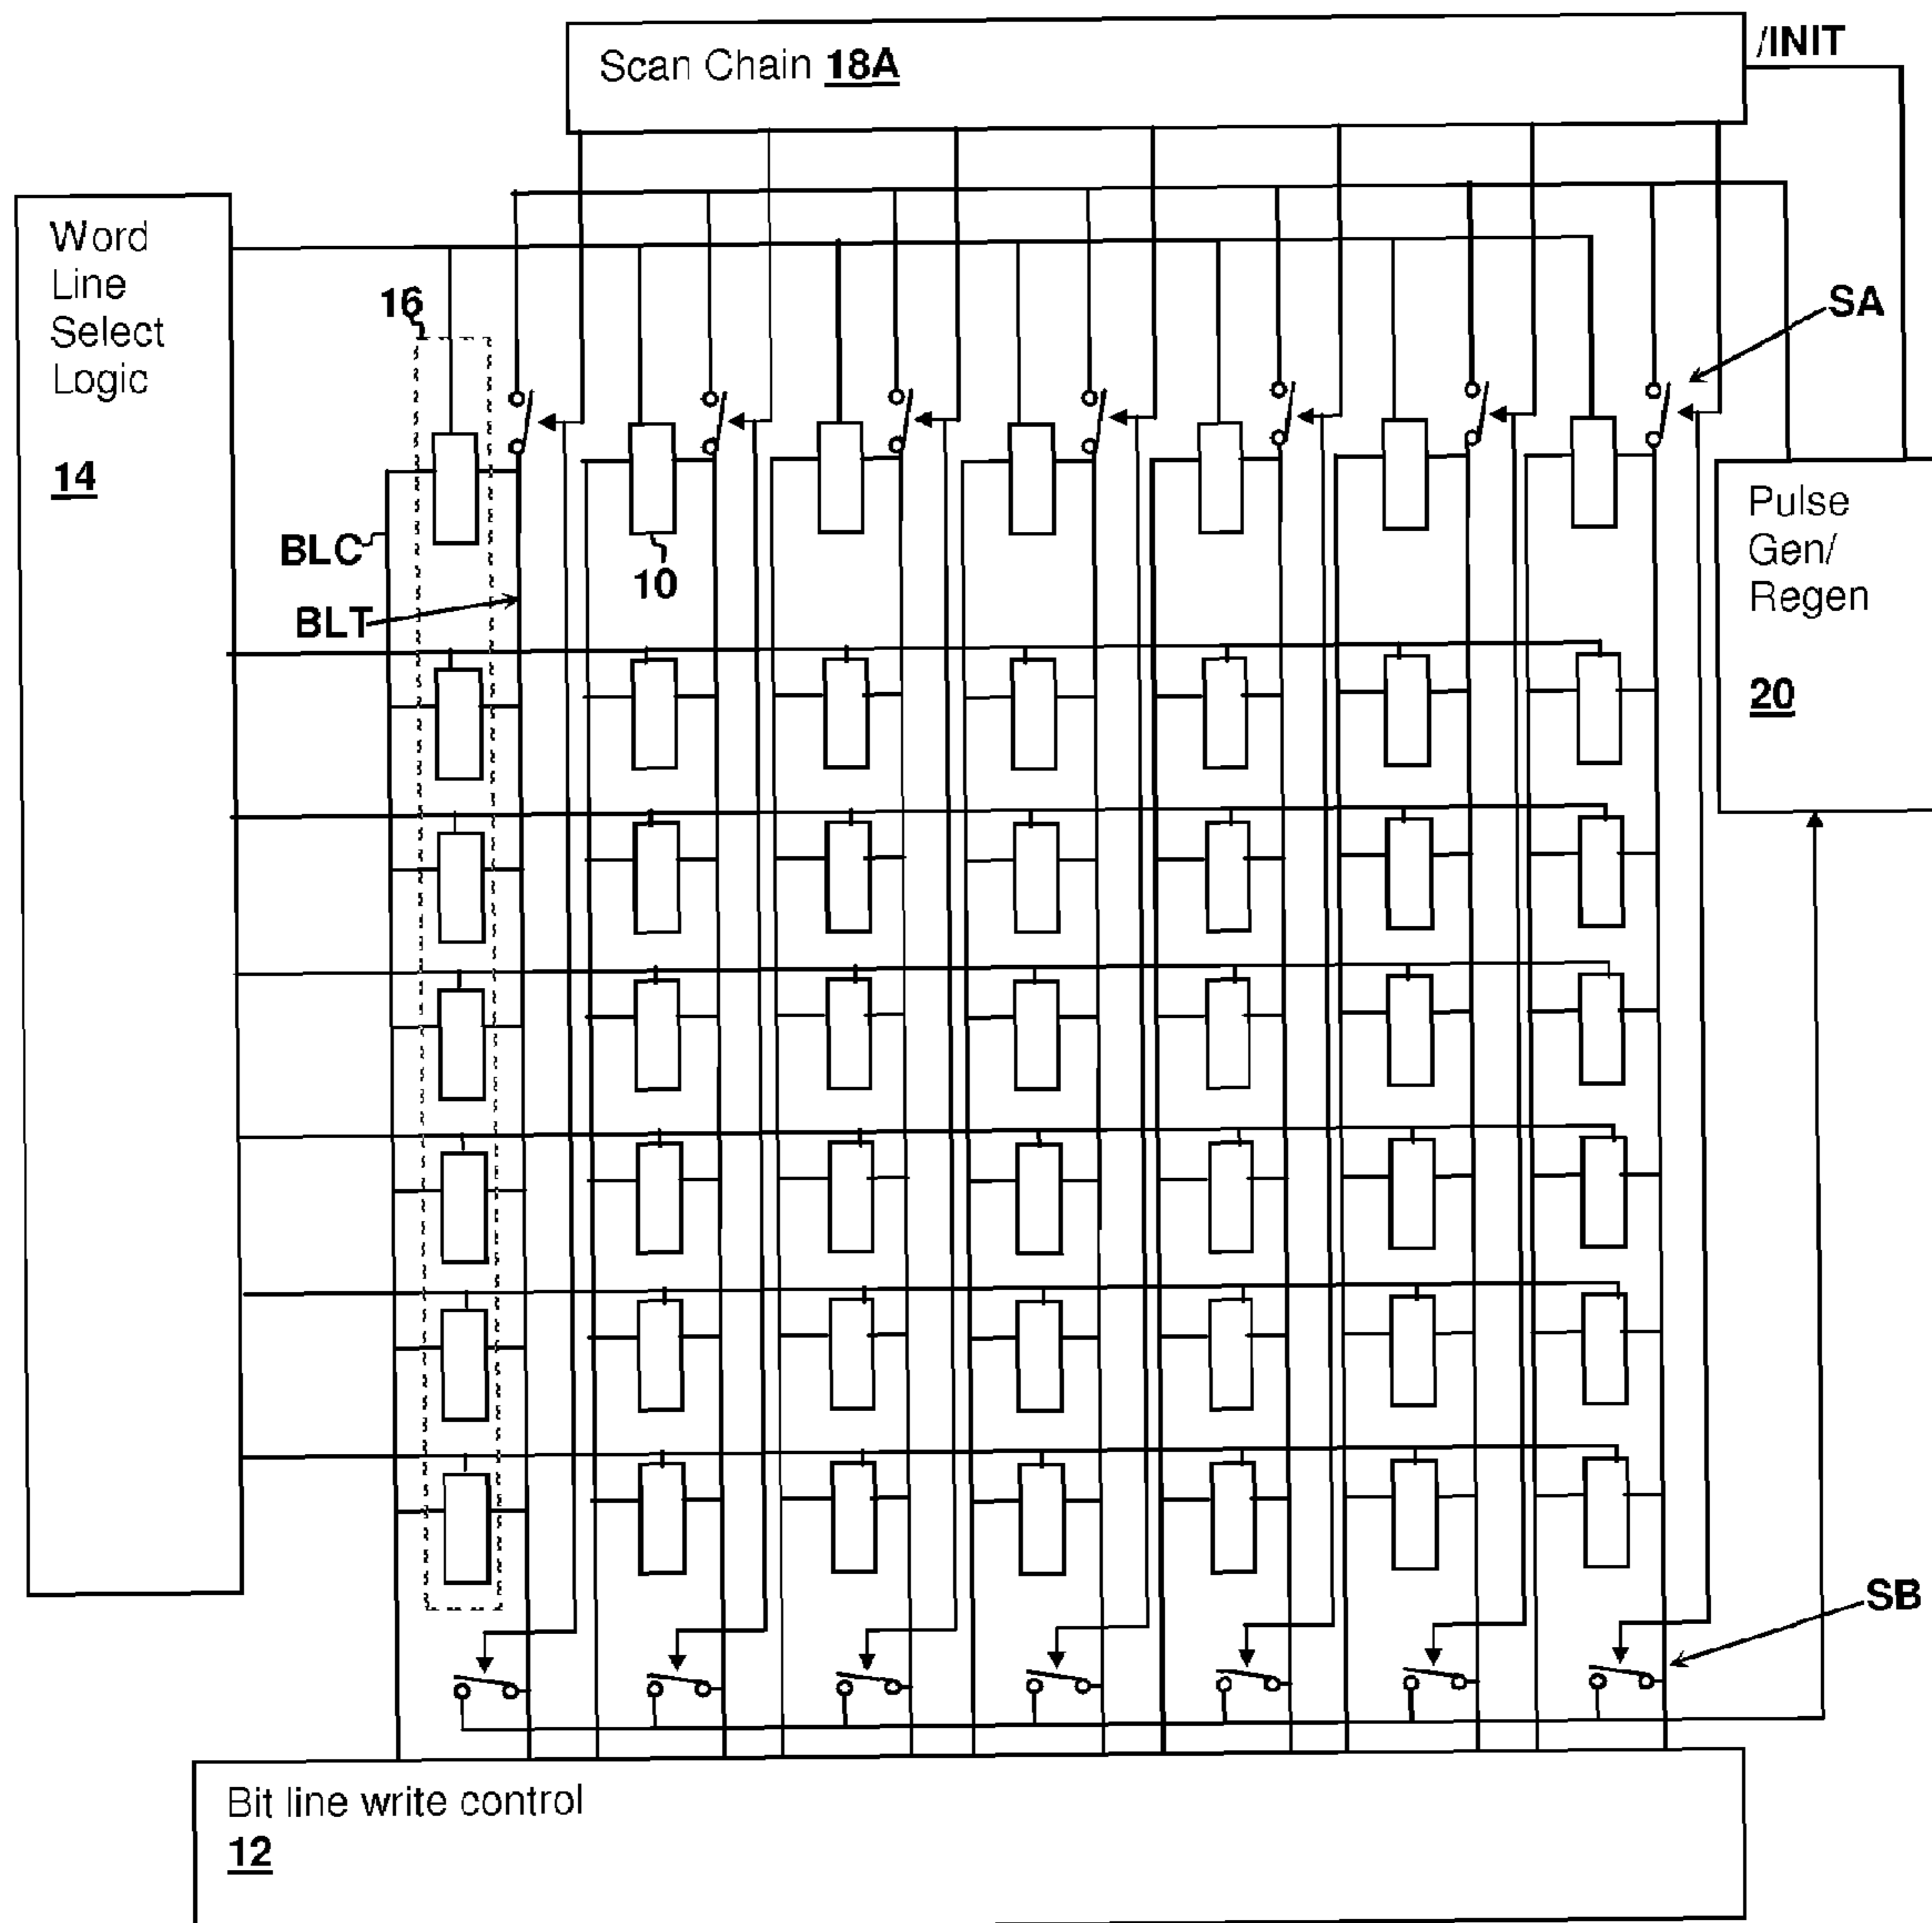 Scan Chain 18A
/INIT
Word
Line
Select
Logic
14
16
SA
BLC
10
BLT
Pulse
Gen/
Regen
20
SB
Bit line write control
12